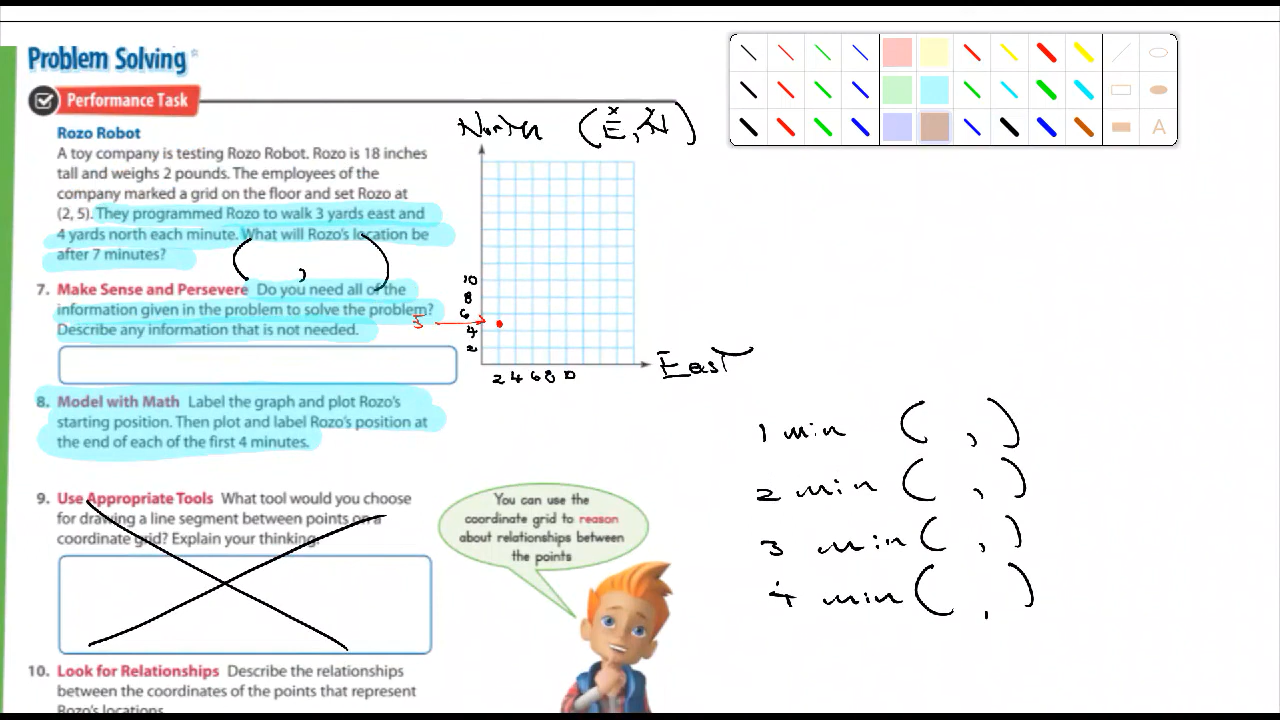 Problem Solving
Performance Task
Rozo Robot
A toy company is testing Rozo Robot. Rozo is 18 inches
tall and weighs 2 pounds. The employees of the
company marked a grid on the floor and set Rozo at
(2, 5). They programmed Rozo to walk 3 yards east and
4 yards north each minute. What will Rozo's location be
after 7 minutes?
( , )
7. Make Sense and Persevere Do you need all of the
information given in the problem to solve the problem?
Describe any information that is not needed.
8. Model with Math Label the graph and plot Rozo's
starting position. Then plot and label Rozo's position at
the end of each of the first 4 minutes.
9. Use Appropriate Tools What tool would you choose
for drawing a line segment between points on a
coordinate grid? Explain your thinking.
10. Look for Relationships Describe the relationships
between the coordinates of the points that represent
Rozo's locations.
North
x y
(E, N)
10
8
6
5
4
2
2 4 6 8 10
East
You can use the
coordinate grid to reason
about relationships between
the points
1 min ( , )
2 min ( , )
3 min ( , )
4 min ( , )
A